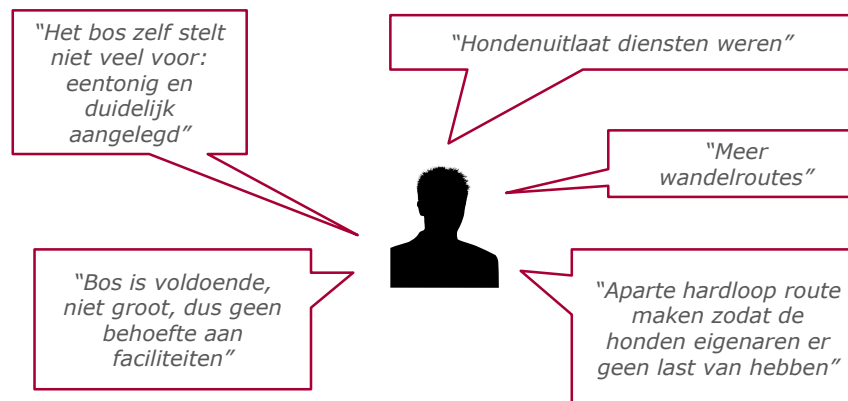 “Het bos zelf stelt
niet veel voor:
eentonig en
duidelijk
aangelegd”
“Hondenuitlaat diensten weren”
“Meer
wandelroutes”
“Bos is voldoende,
niet groot, dus geen
behoefte aan
faciliteiten”
“Aparte hardloop route
maken zodat de
honden eigenaren er
geen last van hebben”